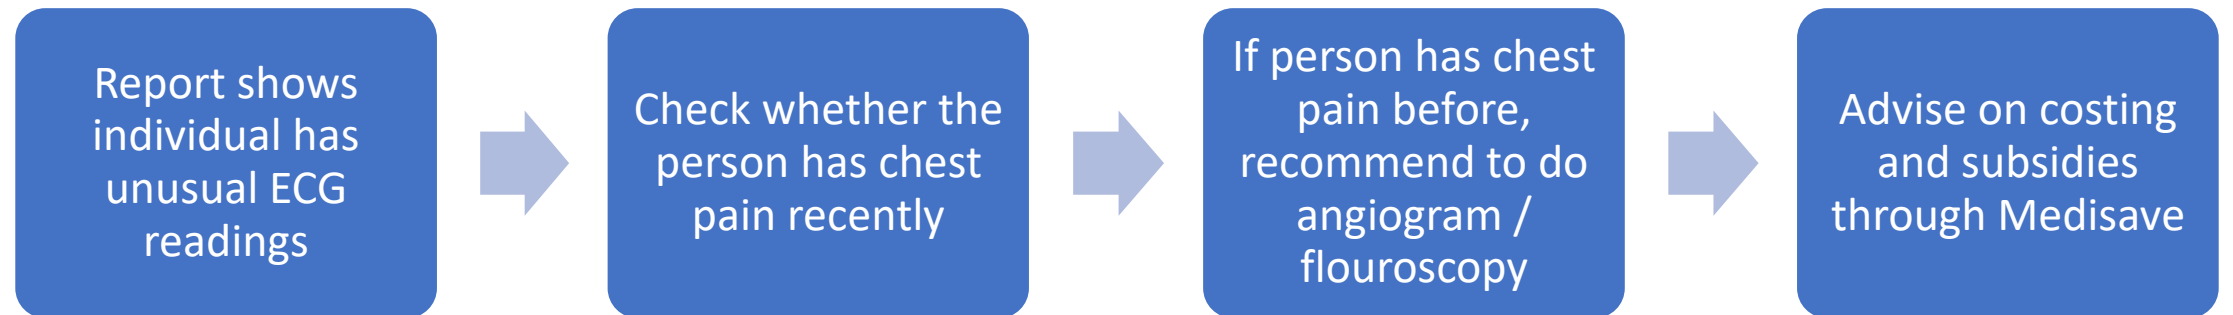 Report shows
individual has
unusual ECG
readings
Check whether the
person has chest
pain recently
If person has chest
pain before,
recommend to do
angiogram /
flouroscopy
Advise on costing
and subsidies
through Medisave